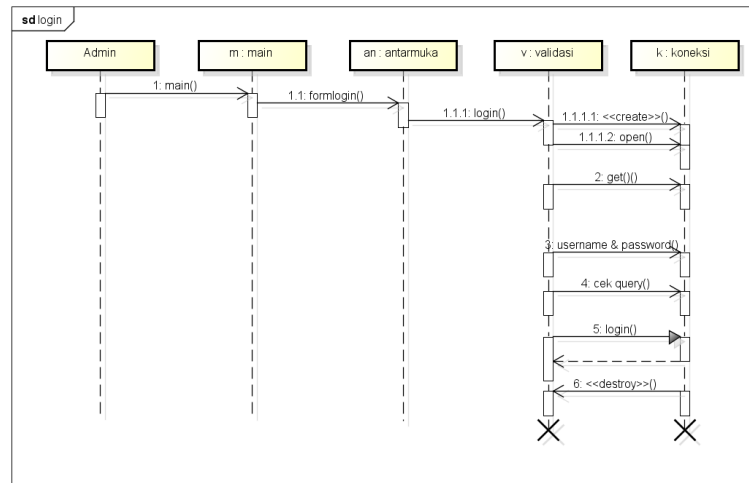 sd login
Admin
m : main
an : antarmuka
v : validasi
k : koneksi
1: main()
1.1: formlogin()
1.1.1: login()
1.1.1.1: <<create>>()
1.1.1.2: open()
2: get()()
3: username & password()
4: cek query()
5: login()
6: <<destroy>>()